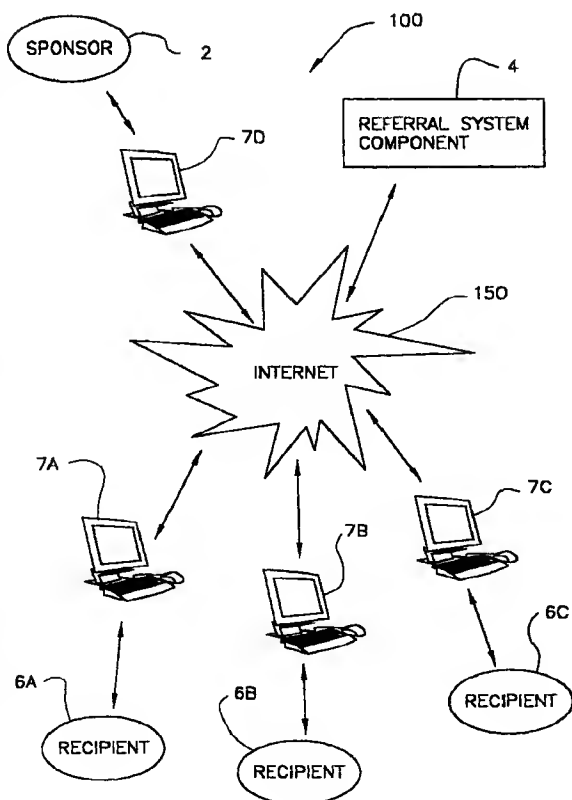 100
SPONSOR
2
4
REFERRAL SYSTEM
COMPONENT
7D
150
INTERNET
7A
7B
7C
6C
6A
6B
RECIPIENT
RECIPIENT
RECIPIENT